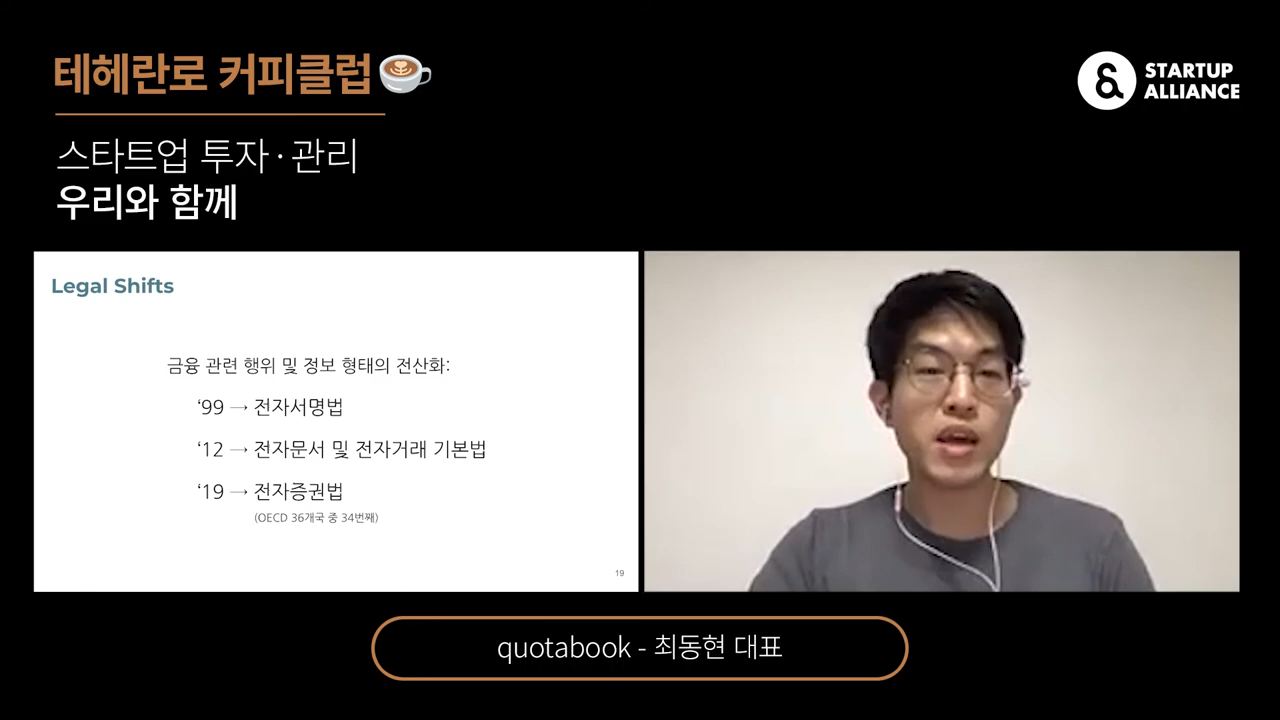 테헤란로 커피클럽
STARTUP
ALLIANCE
스타트업 투자·관리
우리와 함께
Legal Shifts
금융 관련 행위 및 정보 형태의 전산화:
‘99 → 전자서명법
‘12 → 전자문서 및 전자거래 기본법
‘19 → 전자증권법
(OECD 36개국 중 34번째)
19
quotabook - 최동현 대표